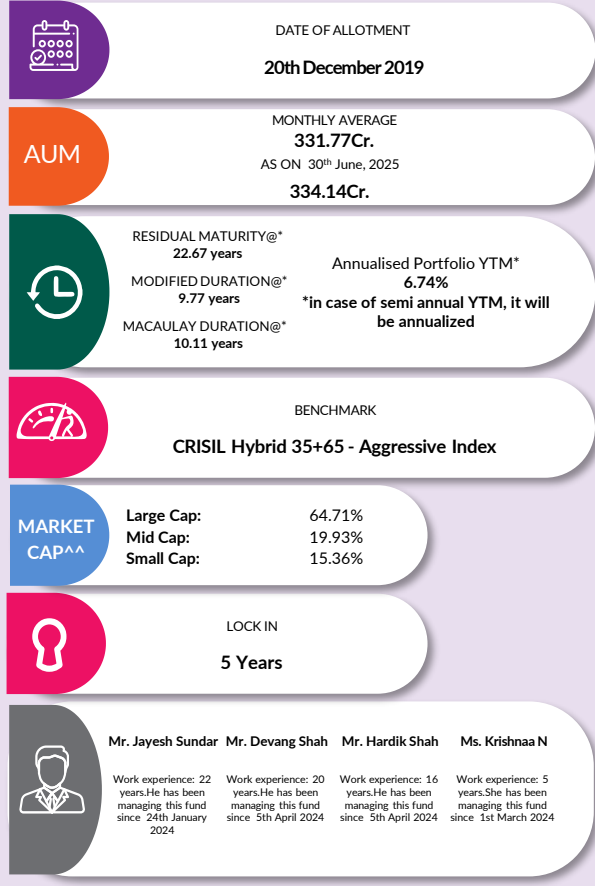 DATE OF ALLOTMENT
20th December 2019
AUM
MONTHLY AVERAGE
331.77Cr.
AS ON 30th June, 2025
334.14Cr.
RESIDUAL MATURITY@*
22.67 years
MODIFIED DURATION@*
9.77 years
MACAULAY DURATION@*
10.11 years
Annualised Portfolio YTM*
6.74%
*in case of semi annual YTM, it will
be annualized
BENCHMARK
CRISIL Hybrid 35+65 - Aggressive Index
MARKET
CAP^^
Large Cap: 64.71%
Mid Cap: 19.93%
Small Cap: 15.36%
LOCK IN
5 Years
Mr. Jayesh Sundar
Work experience: 22
years.He has been
managing this fund
since 24th January
2024
Mr. Devang Shah
Work experience: 20
years.He has been
managing this fund
since 5th April 2024
Mr. Hardik Shah
Work experience: 16
years.He has been
managing this fund
since 5th April 2024
Ms. Krishnaa N
Work experience: 5
years.She has been
managing this fund
since 1st March 2024